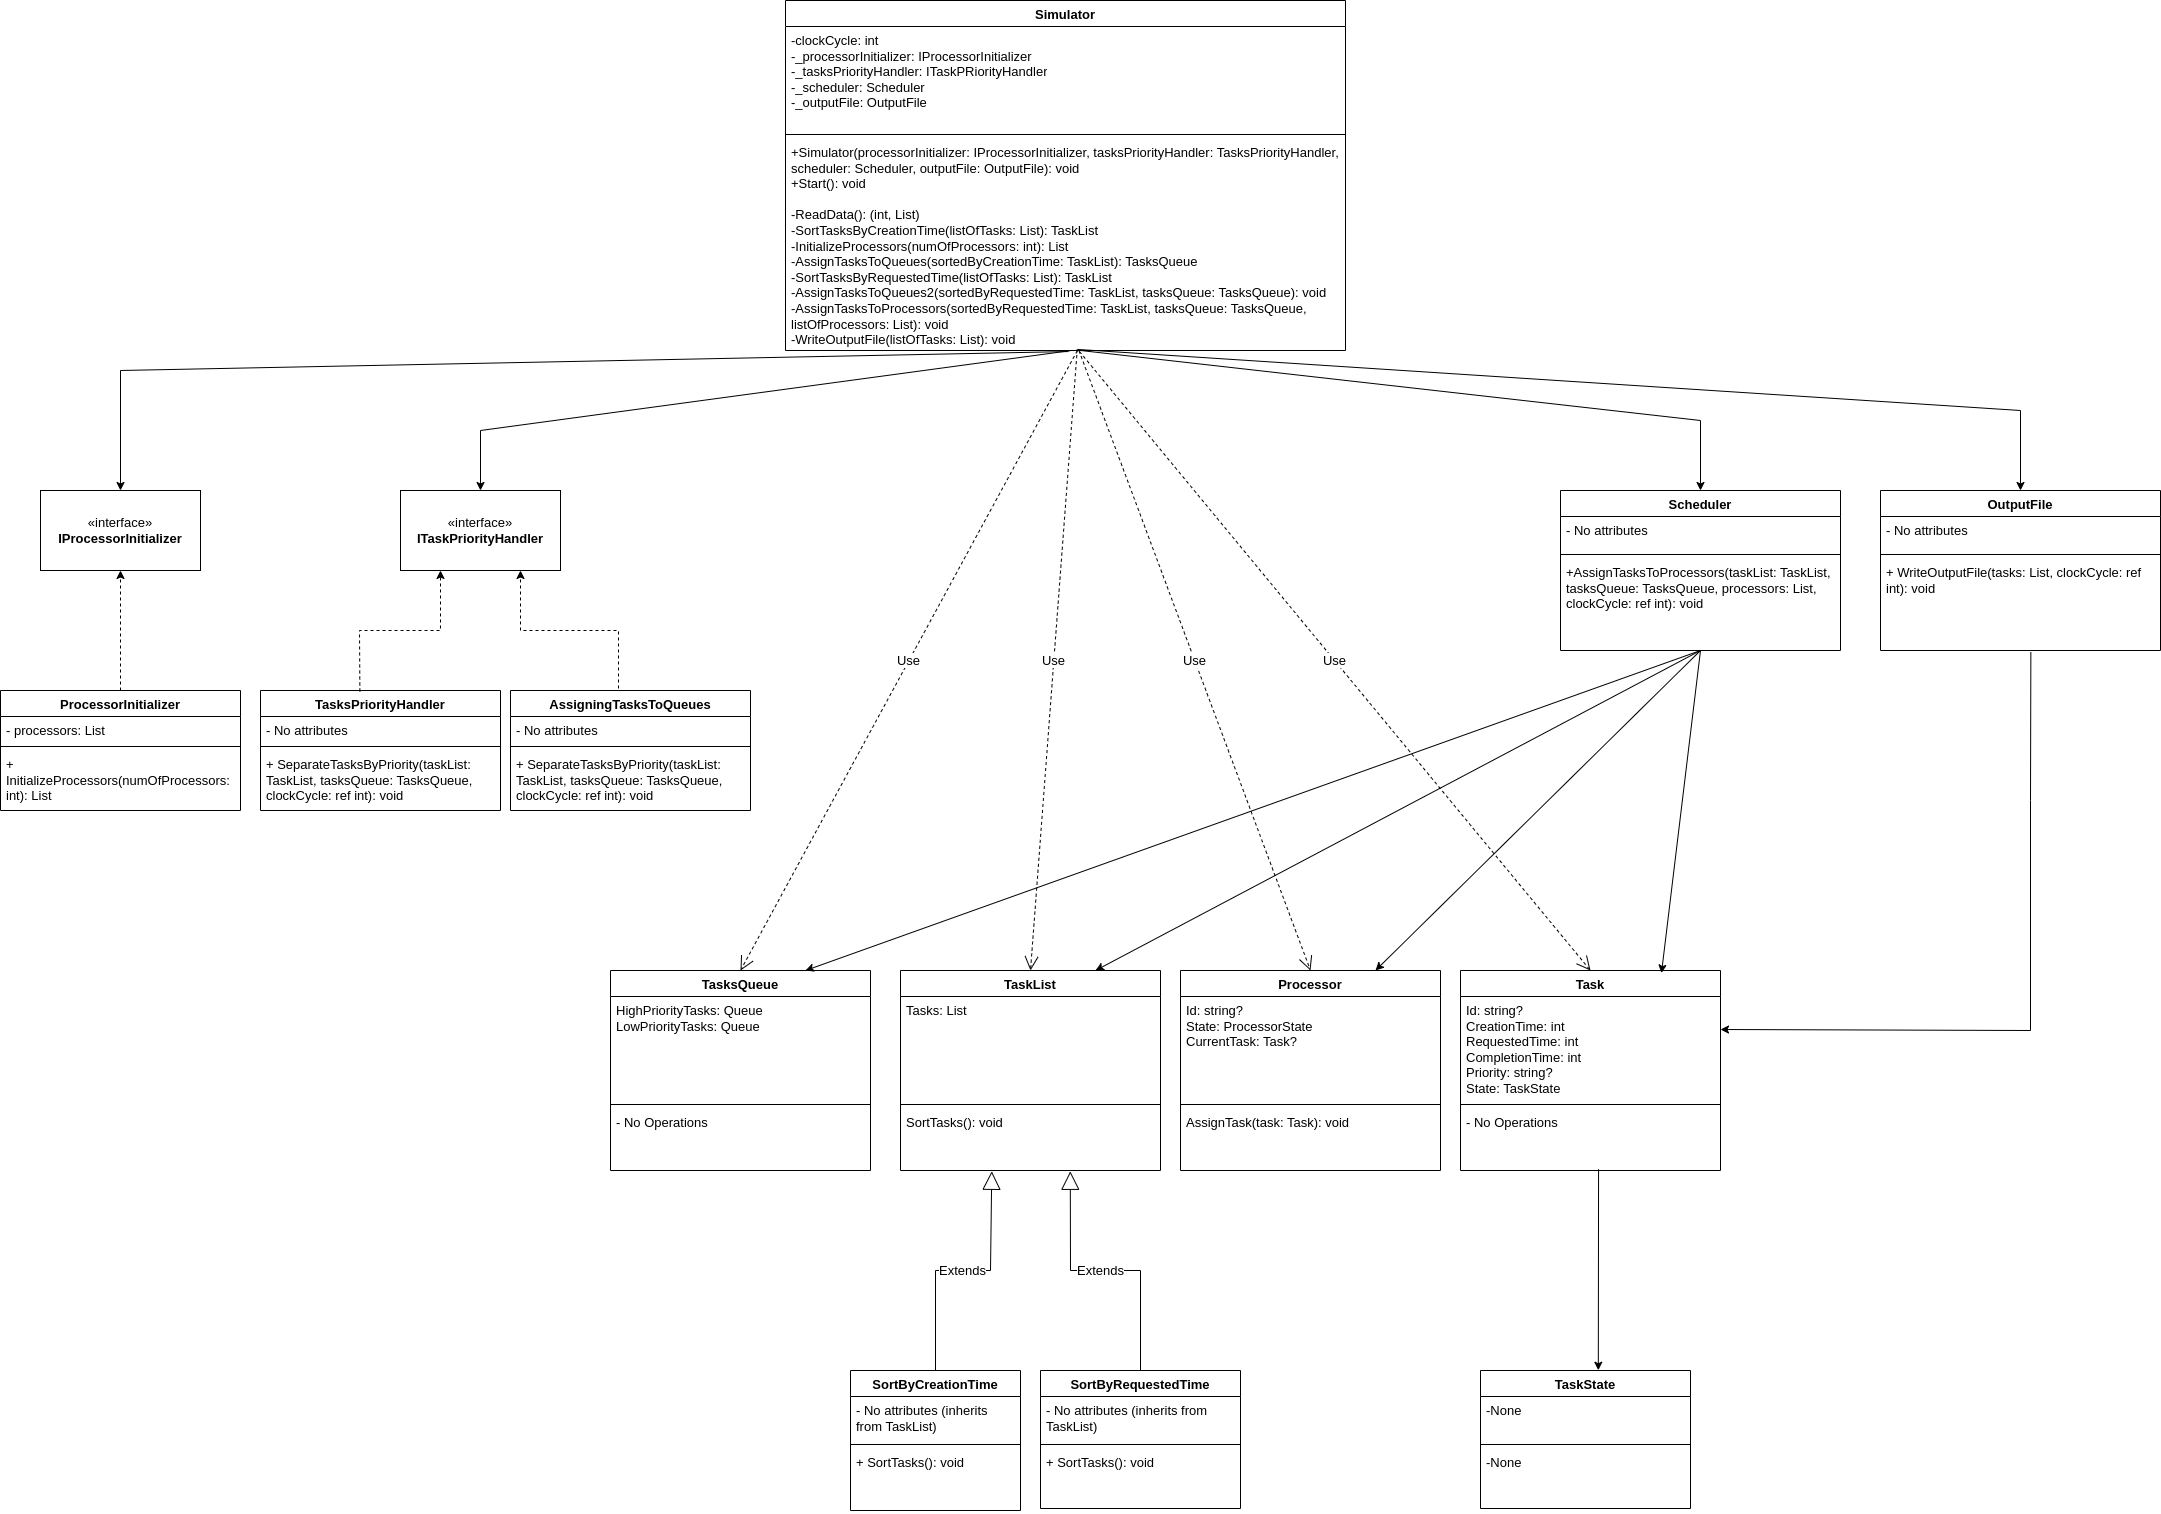 Simulator
-clockCycle: int
-_processorInitializer: IProcessorInitializer
-_tasksPriorityHandler: ITaskPRiorityHandler
-_scheduler: Scheduler
-_outputFile: OutputFile
+Simulator(processorInitializer: IProcessorInitializer, tasksPriorityHandler: TasksPriorityHandler,
scheduler: Scheduler, outputFile: OutputFile): void
+Start(): void
-ReadData(): (int, List)
-SortTasksByCreationTime(listOfTasks: List): TaskList
-InitializeProcessors(numOfProcessors: int): List
-AssignTasksToQueues(sortedByCreationTime: TaskList): TasksQueue
-SortTasksByRequestedTime(listOfTasks: List): TaskList
-AssignTasksToQueues2(sortedByRequestedTime: TaskList, tasksQueue: TasksQueue): void
-AssignTasksToProcessors(sortedByRequestedTime: TaskList, tasksQueue: TasksQueue,
listOfProcessors: List): void
-WriteOutputFile(listOfTasks: List): void
«interface»
IProcessorInitializer
«interface»
ITaskPriorityHandler
Scheduler
- No attributes
+AssignTasksToProcessors(taskList: TaskList,
tasksQueue: TasksQueue, processors: List,
clockCycle: ref int): void
OutputFile
- No attributes
+ WriteOutputFile(tasks: List, clockCycle: ref
int): void
Use
Use
Use
Use
ProcessorInitializer
- processors: List
+
InitializeProcessors(numOfProcessors:
int): List
TasksPriorityHandler
- No attributes
+ SeparateTasksByPriority(taskList:
TaskList, tasksQueue: TasksQueue,
clockCycle: ref int): void
AssigningTasksToQueues
- No attributes
+ SeparateTasksByPriority(taskList:
TaskList, tasksQueue: TasksQueue,
clockCycle: ref int): void
TasksQueue
HighPriorityTasks: Queue
LowPriorityTasks: Queue
- No Operations
TaskList
Tasks: List
SortTasks(): void
Processor
Id: string?
State: ProcessorState
CurrentTask: Task?
AssignTask(task: Task): void
Task
Id: string?
CreationTime: int
RequestedTime: int
CompletionTime: int
Priority: string?
State: TaskState
- No Operations
Extends
Extends
SortByCreationTime
- No attributes (inherits
from TaskList)
+ SortTasks(): void
SortByRequestedTime
- No attributes (inherits from
TaskList)
+ SortTasks(): void
TaskState
-None
-None